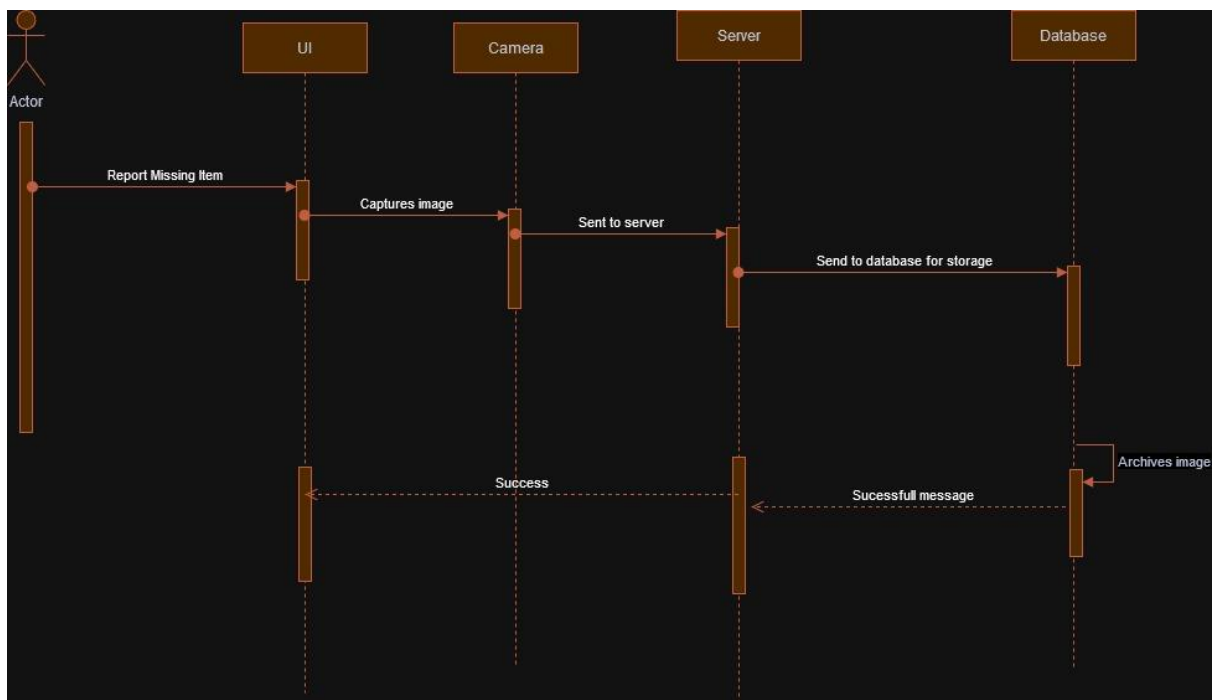 UI
Camera
Server
Database
Actor
Report Missing Item
Captures image
Sent to server
Send to database for storage
Archives image
Success
Sucessfull message